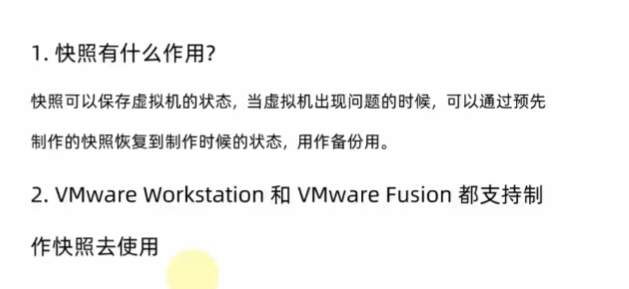 1. 快照有什么作用?
快照可以保存虚拟机的状态, 当虚拟机出现问题的时候, 可以通过预先
制作的快照恢复到制作时候的状态, 用作备份用。
2. VMware Workstation 和 VMware Fusion 都支持制
作快照去使用